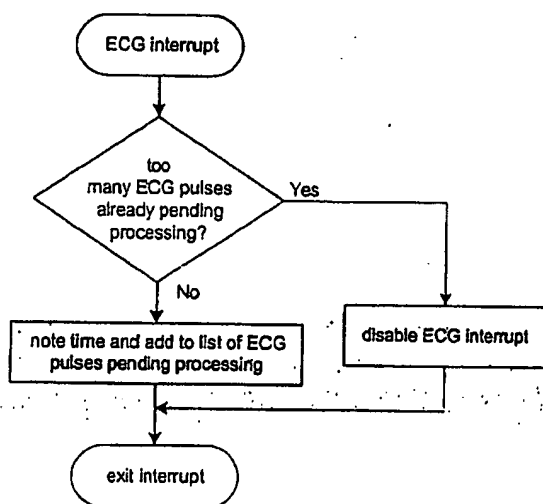 ECG interrupt
too
many ECG pulses
already pending
processing?
Yes
No
note time and add to list of ECG
pulses pending processing
disable ECG interrupt
exit interrupt